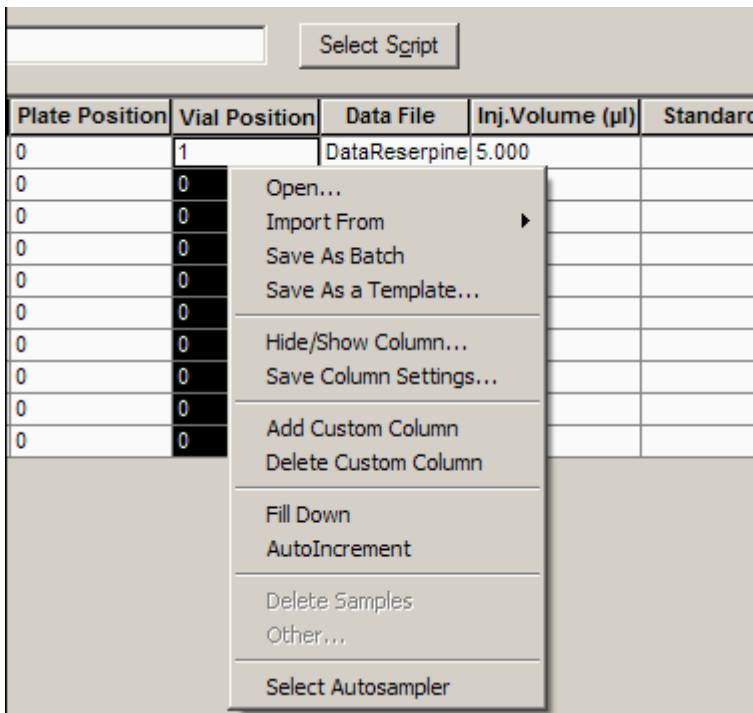 Select Script
Plate Position Vial Position Data File Inj.Volume (µl) Standard
0 1 DataReserpine 5.000
0 0
0 0
0 0
0 0
0 0
0 0
0 0
0 0
0 0
Open...
Import From
Save As Batch
Save As a Template...
Hide/Show Column...
Save Column Settings...
Add Custom Column
Delete Custom Column
Fill Down
AutoIncrement
Delete Samples
Other...
Select Autosampler